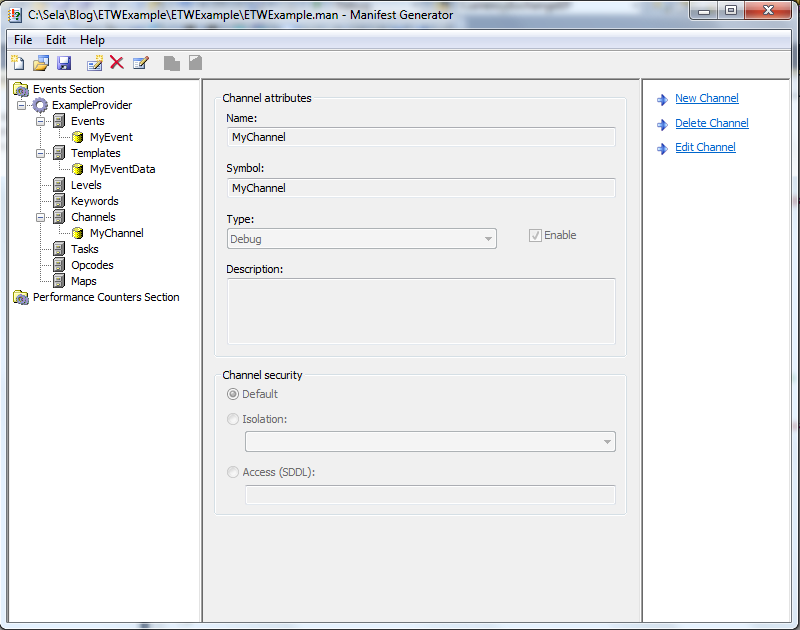 C:\Sela\Blog\ETWExample\ETWExample\ETWExample.man - Manifest Generator
File Edit Help
Events Section
ExampleProvider
Events
MyEvent
Templates
MyEventData
Levels
Keywords
Channels
MyChannel
Tasks
Opcodes
Maps
Performance Counters Section
Channel attributes
Name:
MyChannel
Symbol:
MyChannel
Type:
Debug
Enable
Description:
Channel security
Default
Isolation:
Access (SDDL):
New Channel
Delete Channel
Edit Channel